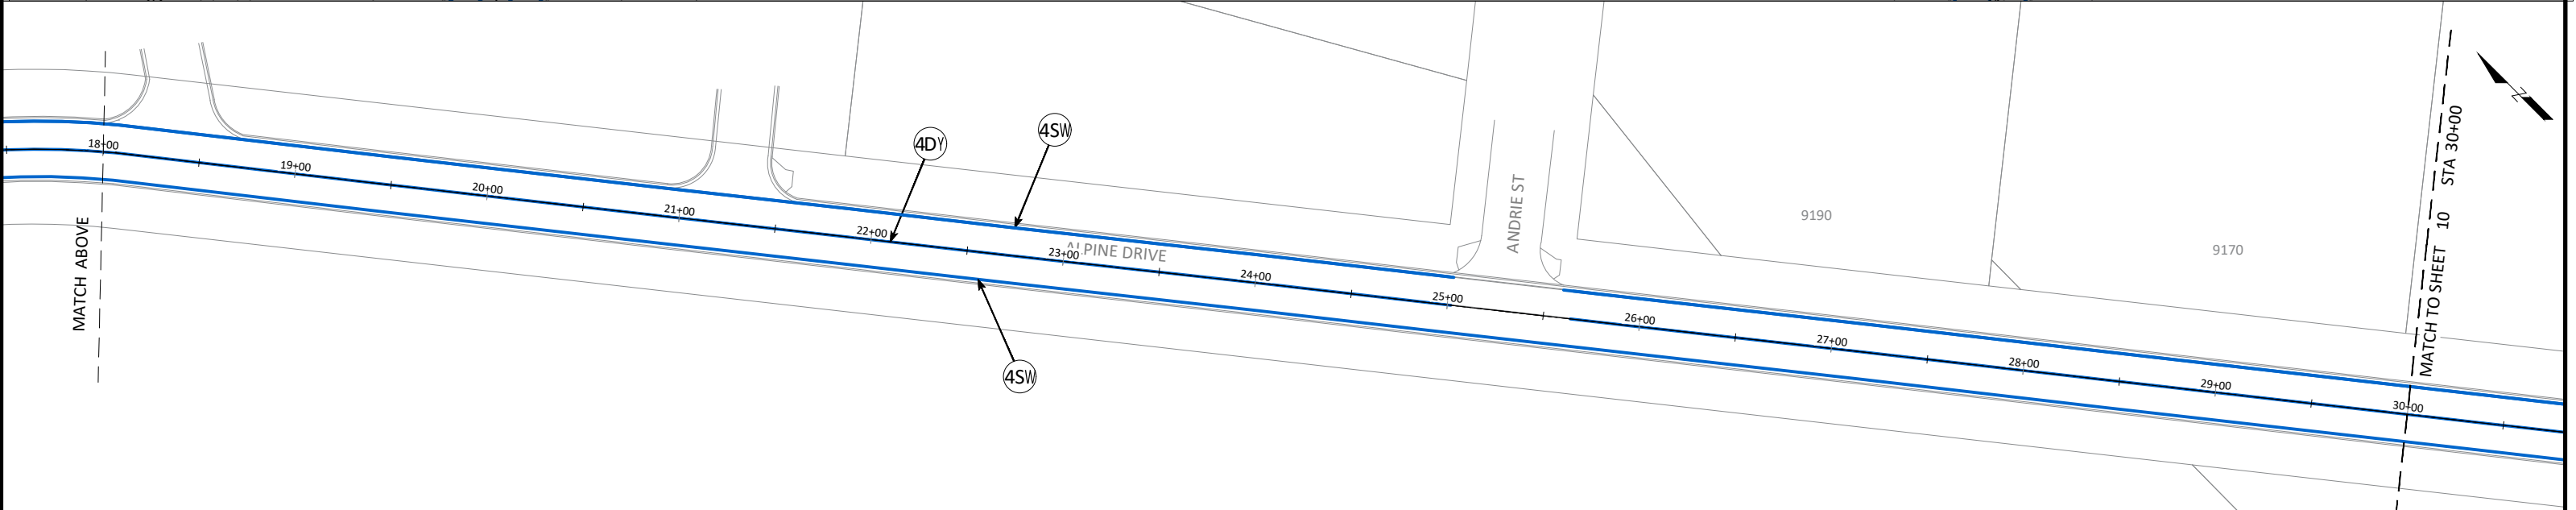 4DY
4SW
18+00
19+00
20+00
21+00
22+00
23+00
24+00
25+00
26+00
27+00
28+00
29+00
30+00
ALPINE DRIVE
ANDRIE ST
9190
9170
4SW
MATCH ABOVE
MATCH TO SHEET 10 STA 30+00
N